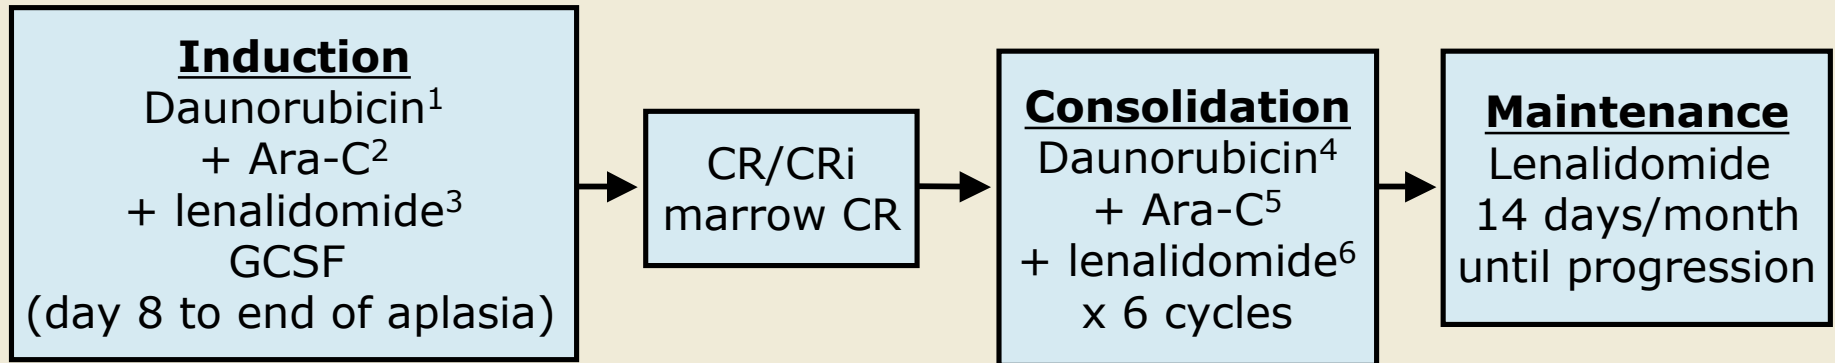 Induction
Daunorubicin¹
+ Ara-C²
+ lenalidomide³
GCSF
(day 8 to end of aplasia)
CR/CRi
marrow CR
Consolidation
Daunorubicin⁴
+ Ara-C⁵
+ lenalidomide⁶
x 6 cycles
Maintenance
Lenalidomide
14 days/month
until progression